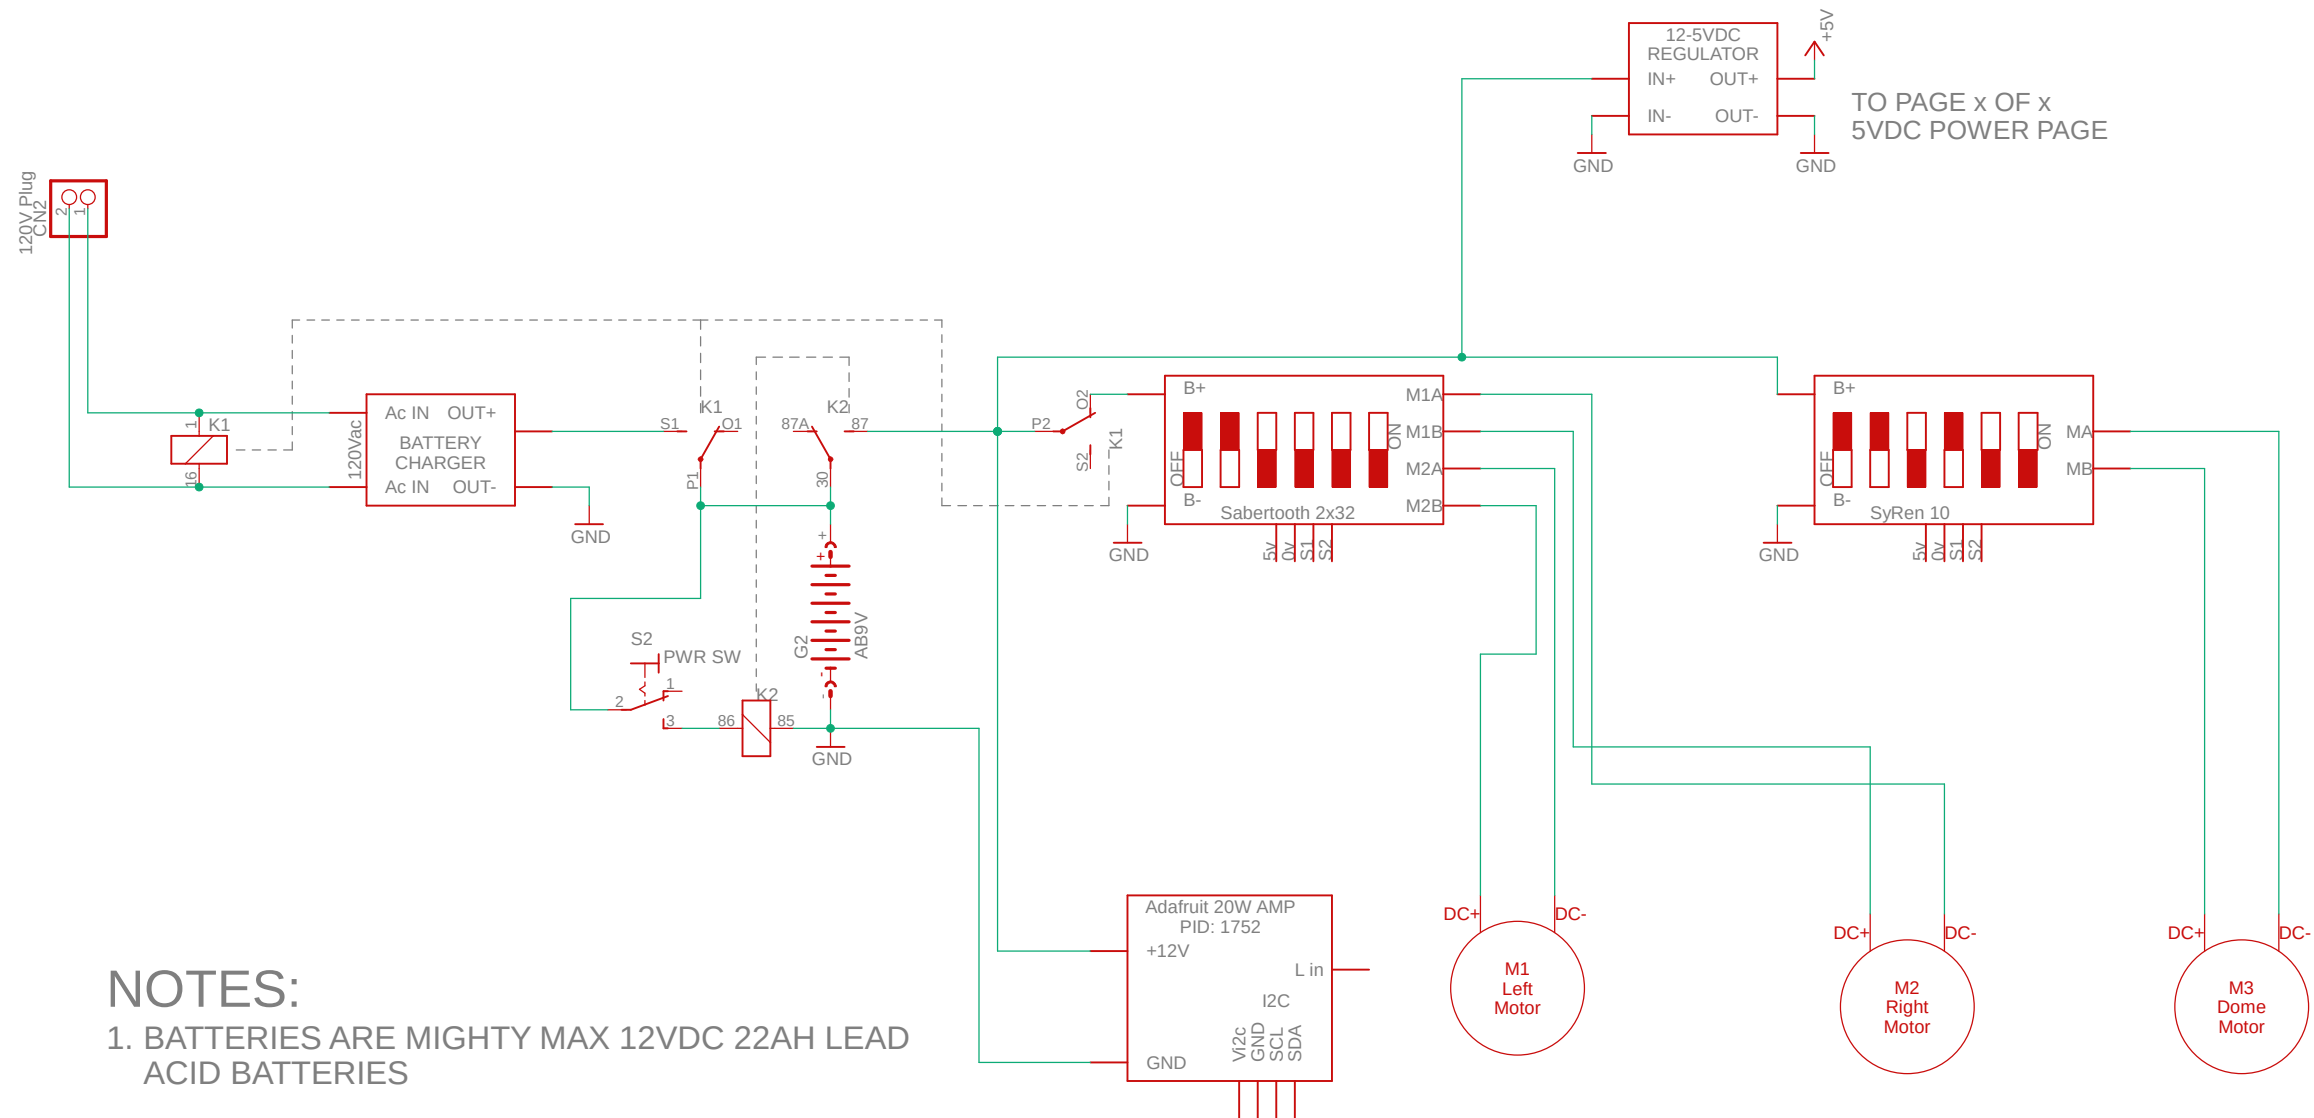 12-5VDC
REGULATOR
IN+ OUT+
IN- OUT-
+5V
GND
GND
TO PAGE x OF x
5VDC POWER PAGE
120V Plug
CN2
2
1
1
K1
16
Ac IN OUT+
120Vac
BATTERY
CHARGER
Ac IN OUT-
GND
S1
K1
O1
P1
87A
K2
87
30
P2
O2
S2
K1
B+
OFF
ON
B-
Sabertooth 2x32
M1A
M1B
M2A
M2B
5v
0v
S1
S2
GND
B+
OFF
ON
B-
SyRen 10
MA
MB
5v
0v
S1
S2
GND
+
+
G2
AB9V
-
-
S2
PWR SW
1
2
3
86
K2
85
GND
Adafruit 20W AMP
PID: 1752
+12V
L in
I2C
Vi2c
GND
SCL
SDA
GND
DC+
DC-
M1
Left
Motor
DC+
DC-
M2
Right
Motor
DC+
DC-
M3
Dome
Motor
NOTES:
1. BATTERIES ARE MIGHTY MAX 12VDC 22AH LEAD
ACID BATTERIES